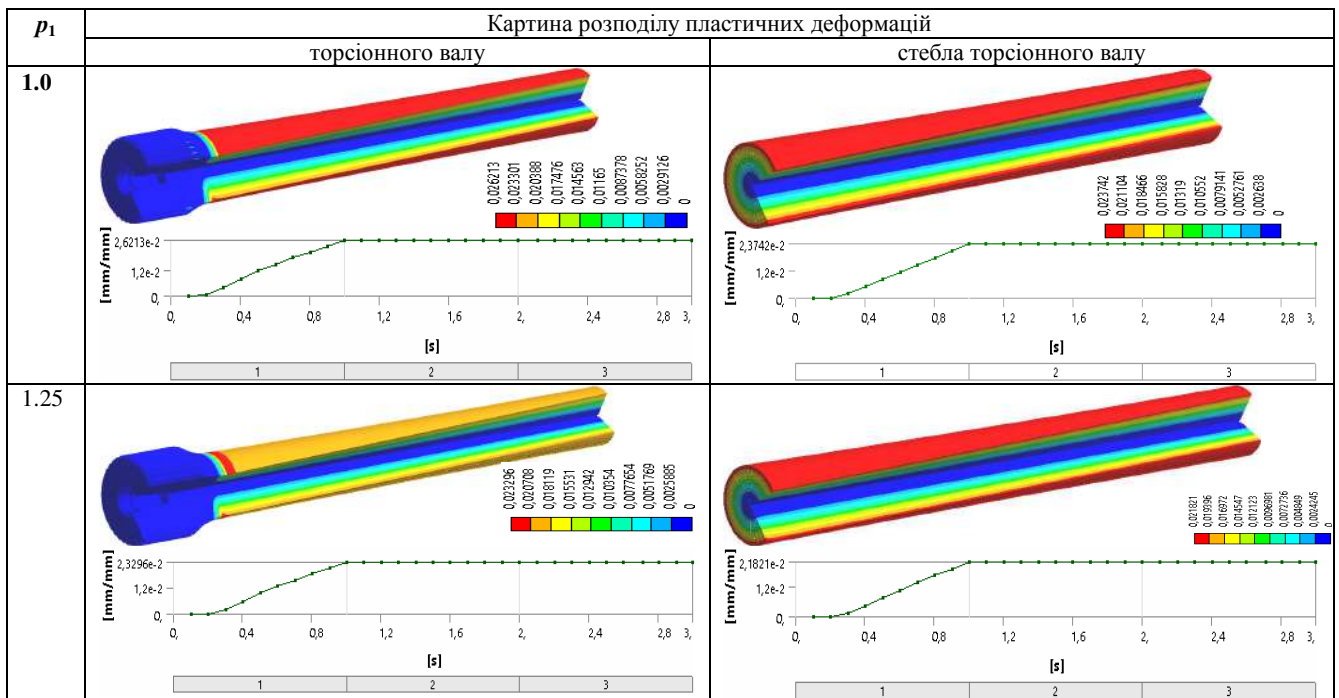 p1
Картина розподілу пластичних деформацій
торсіонного валу
стебла торсіонного валу
1.0
0,026213
0,023301
0,020388
0,017476
0,014563
0,01165
0,0087378
0,0058252
0,0029126
0
[mm/mm]
2,6213e-2
1,2e-2
0,
0, 0,4 0,8 1,2 1,6 2, 2,4 2,8 3,
[s]
1 2 3
0,023742
0,021104
0,018466
0,015828
0,01319
0,010552
0,0079141
0,0052761
0,002638
0
[mm/mm]
2,3742e-2
1,2e-2
0,
0, 0,4 0,8 1,2 1,6 2, 2,4 2,8 3,
[s]
1 2 3
1.25
0,023296
0,020708
0,018119
0,015531
0,012942
0,010354
0,0077654
0,0051769
0,0025885
0
[mm/mm]
2,3296e-2
1,2e-2
0,
0, 0,4 0,8 1,2 1,6 2, 2,4 2,8 3,
[s]
1 2 3
0,021821
0,019396
0,016972
0,014547
0,012123
0,0096981
0,0072736
0,004849
0,0024245
0
[mm/mm]
2,1821e-2
1,2e-2
0,
0, 0,4 0,8 1,2 1,6 2, 2,4 2,8 3,
[s]
1 2 3